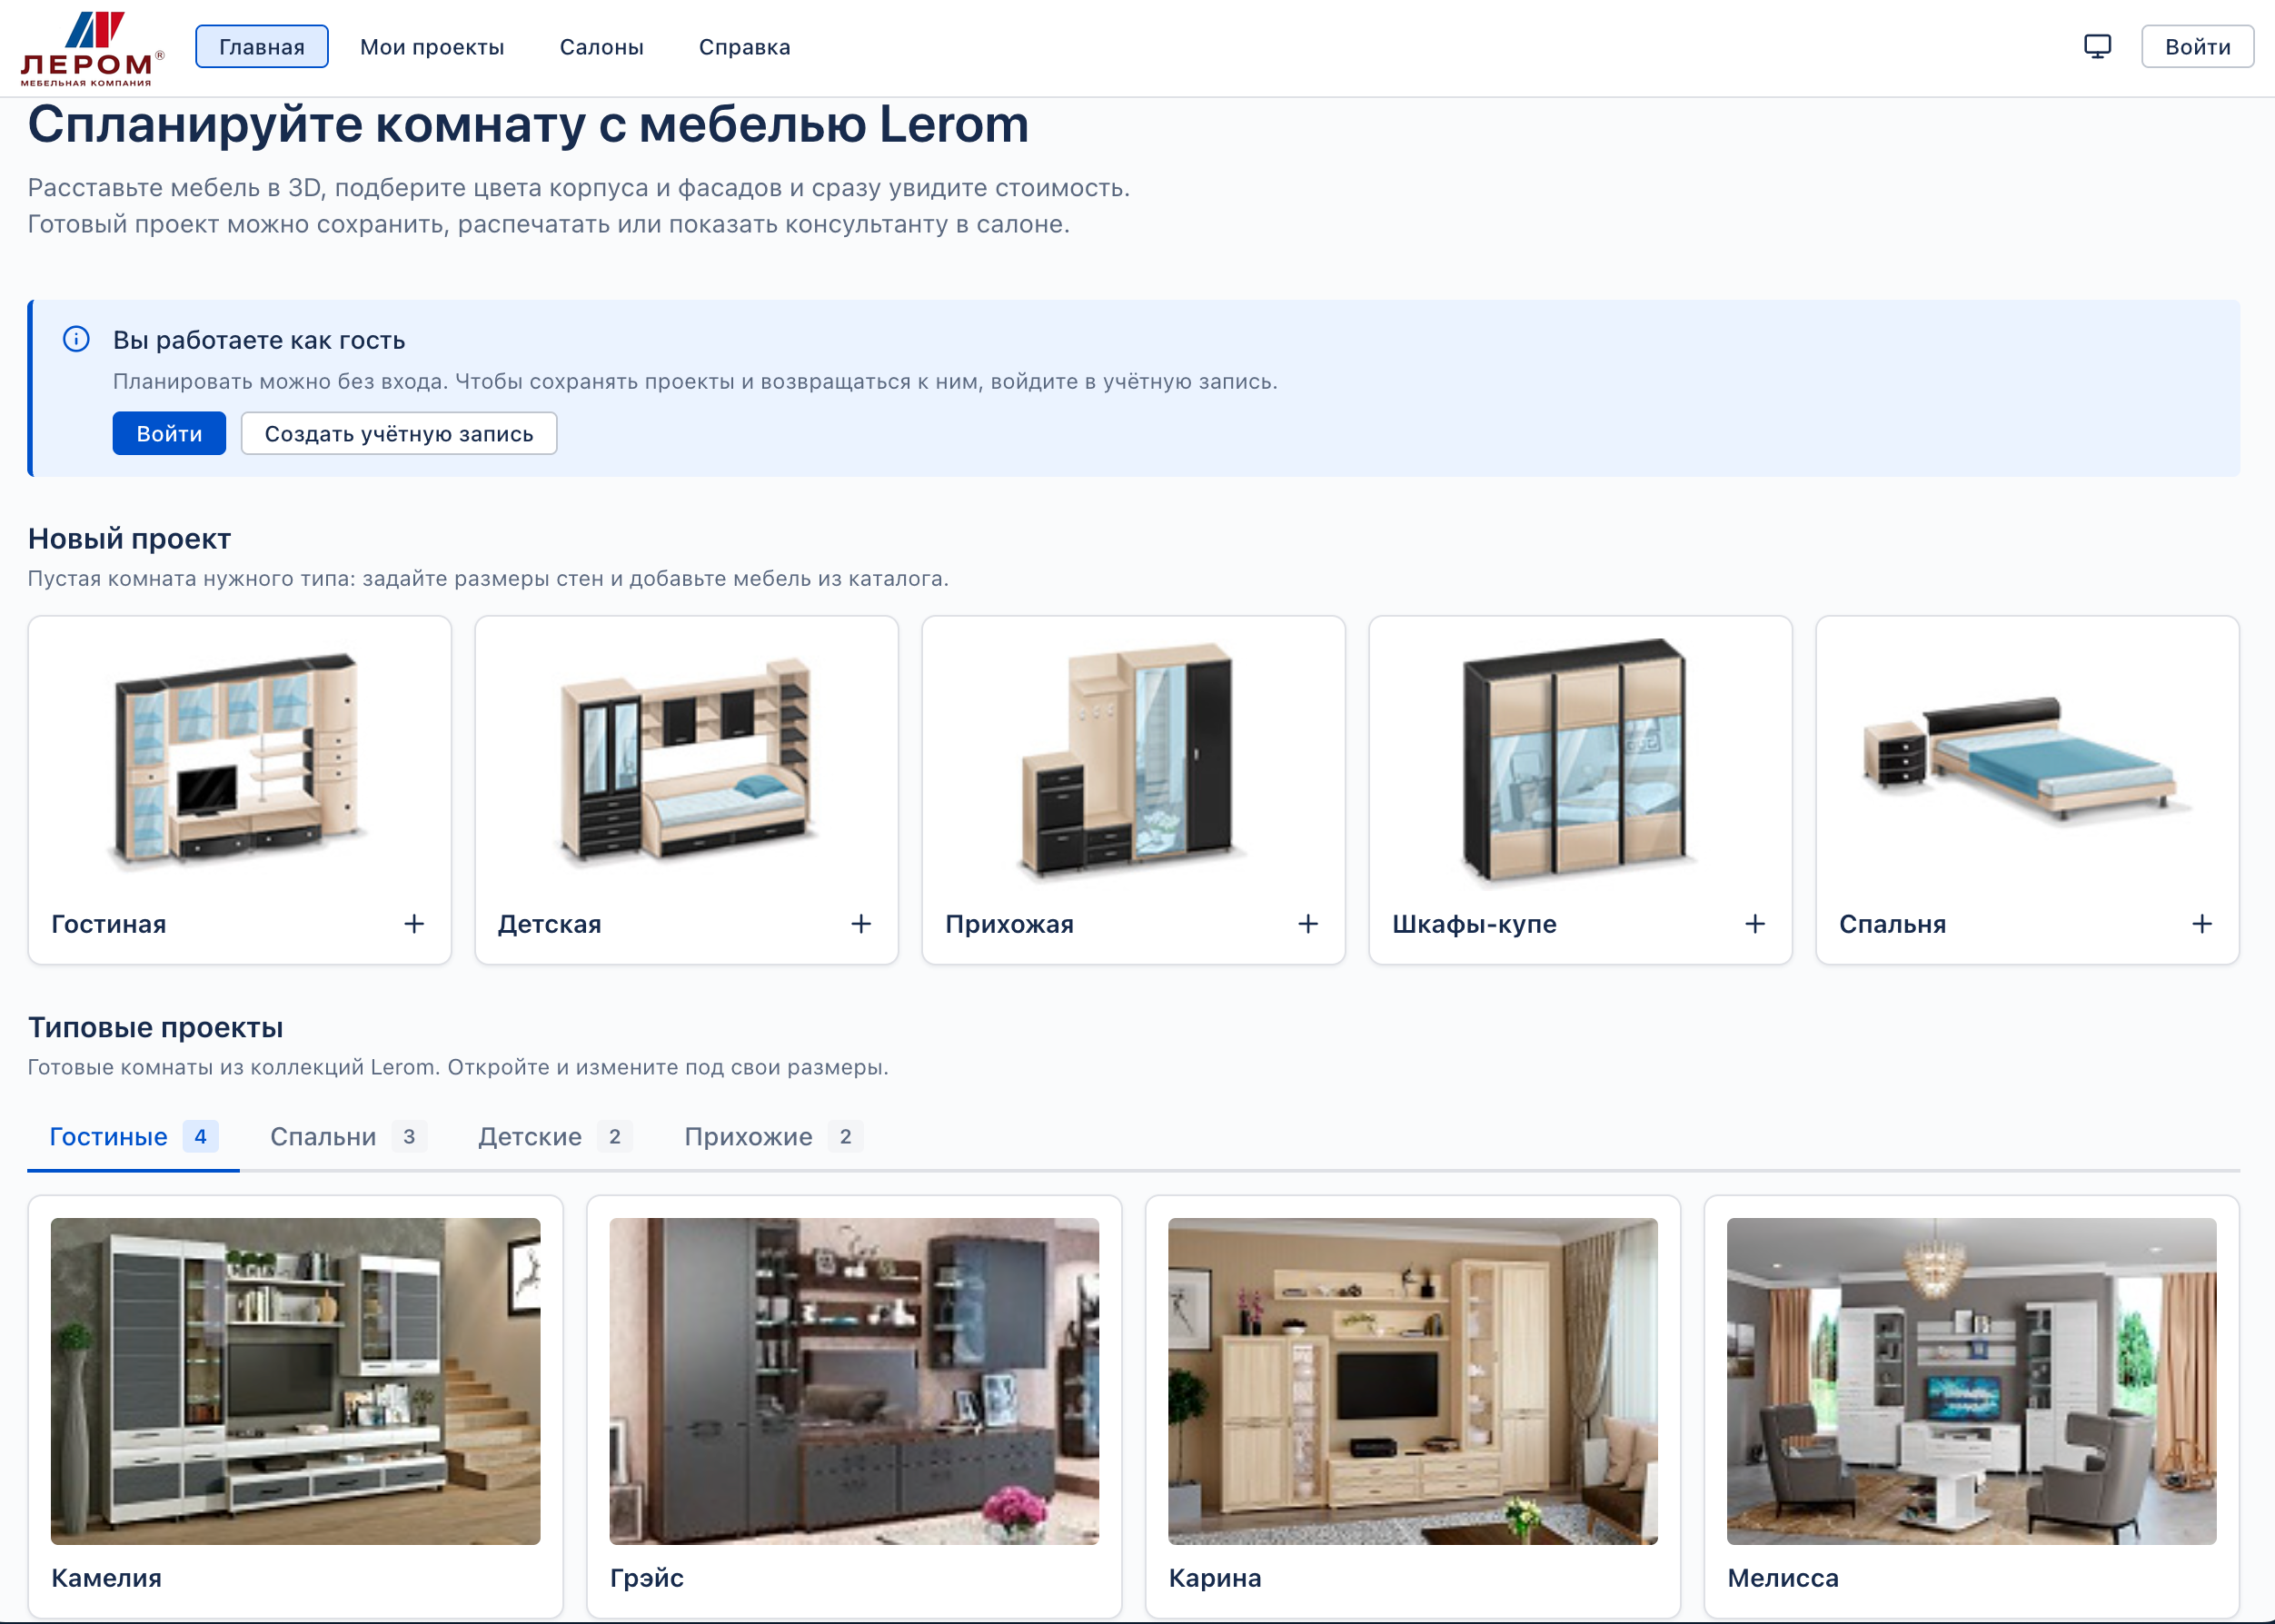 ЛЕРОМ®
МЕБЕЛЬНАЯ КОМПАНИЯ
Главная
Мои проекты
Салоны
Справка
Войти
Спланируйте комнату с мебелью Lerom
Расставьте мебель в 3D, подберите цвета корпуса и фасадов и сразу увидите стоимость.
Готовый проект можно сохранить, распечатать или показать консультанту в салоне.
Вы работаете как гость
Планировать можно без входа. Чтобы сохранять проекты и возвращаться к ним, войдите в учётную запись.
Войти
Создать учётную запись
Новый проект
Пустая комната нужного типа: задайте размеры стен и добавьте мебель из каталога.
Гостиная
Детская
Прихожая
Шкафы-купе
Спальня
Типовые проекты
Готовые комнаты из коллекций Lerom. Откройте и измените под свои размеры.
Гостиные 4
Спальни 3
Детские 2
Прихожие 2
Камелия
Грэйс
Карина
Мелисса